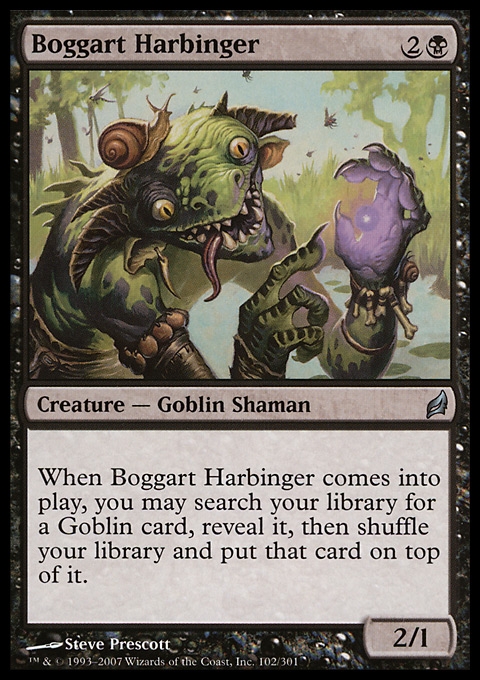 Boggart Harbinger 2
Creature — Goblin Shaman
When Boggart Harbinger comes into
play, you may search your library for
a Goblin card, reveal it, then shuffle
your library and put that card on top
of it.
Steve Prescott
2/1
™ & © 1993–2007 Wizards of the Coast, Inc. 102/301